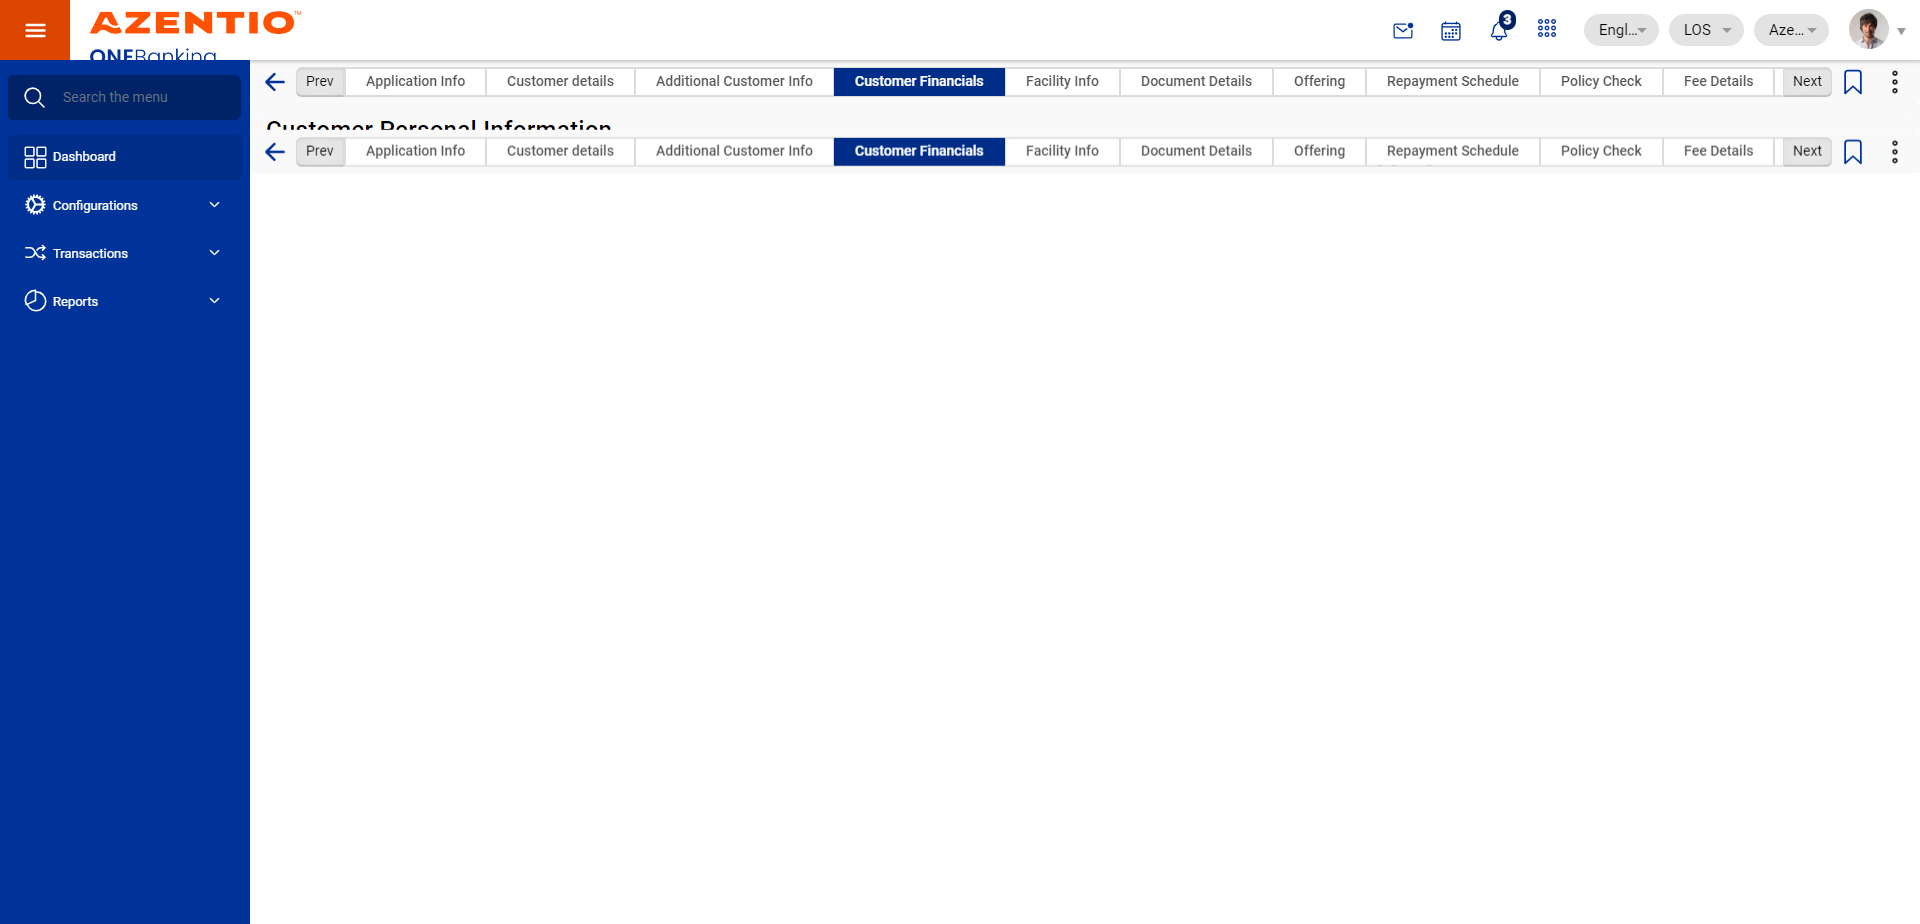 AZENTIO™
ONEBanking
3
Engl...
LOS
Aze...
Search the menu
Dashboard
Configurations
Transactions
Reports
Prev
Application Info
Customer details
Additional Customer Info
Customer Financials
Facility Info
Document Details
Offering
Repayment Schedule
Policy Check
Fee Details
Next
Customer Personal Information
Prev
Application Info
Customer details
Additional Customer Info
Customer Financials
Facility Info
Document Details
Offering
Repayment Schedule
Policy Check
Fee Details
Next